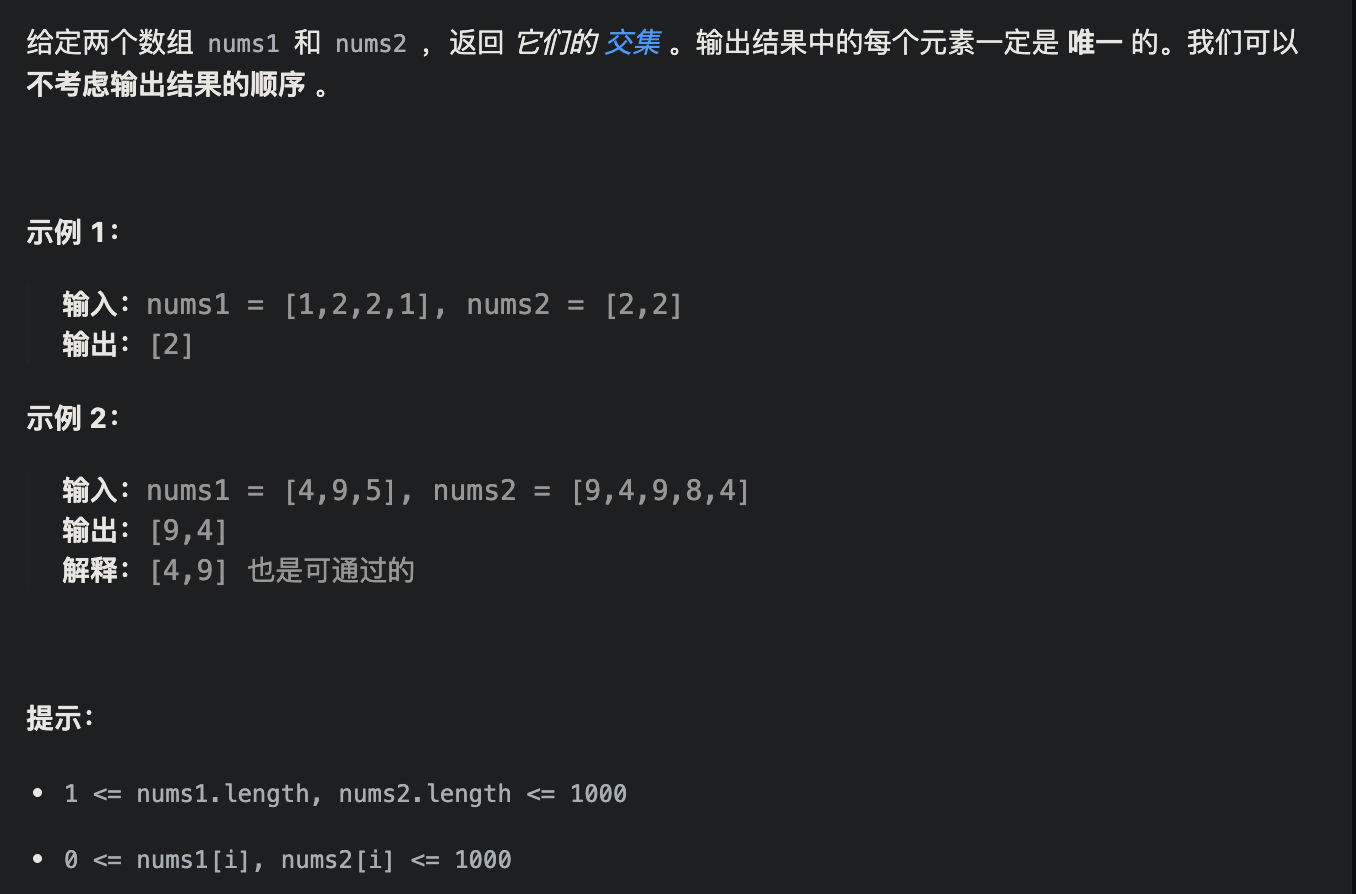 给定两个数组 nums1 和 nums2 ，返回 它们的 交集 。输出结果中的每个元素一定是 唯一 的。我们可以
不考虑输出结果的顺序 。
示例 1：
输入：nums1 = [1,2,2,1], nums2 = [2,2]
输出：[2]
示例 2：
输入：nums1 = [4,9,5], nums2 = [9,4,9,8,4]
输出：[9,4]
解释：[4,9] 也是可通过的
提示：
• 1 <= nums1.length, nums2.length <= 1000
• 0 <= nums1[i], nums2[i] <= 1000